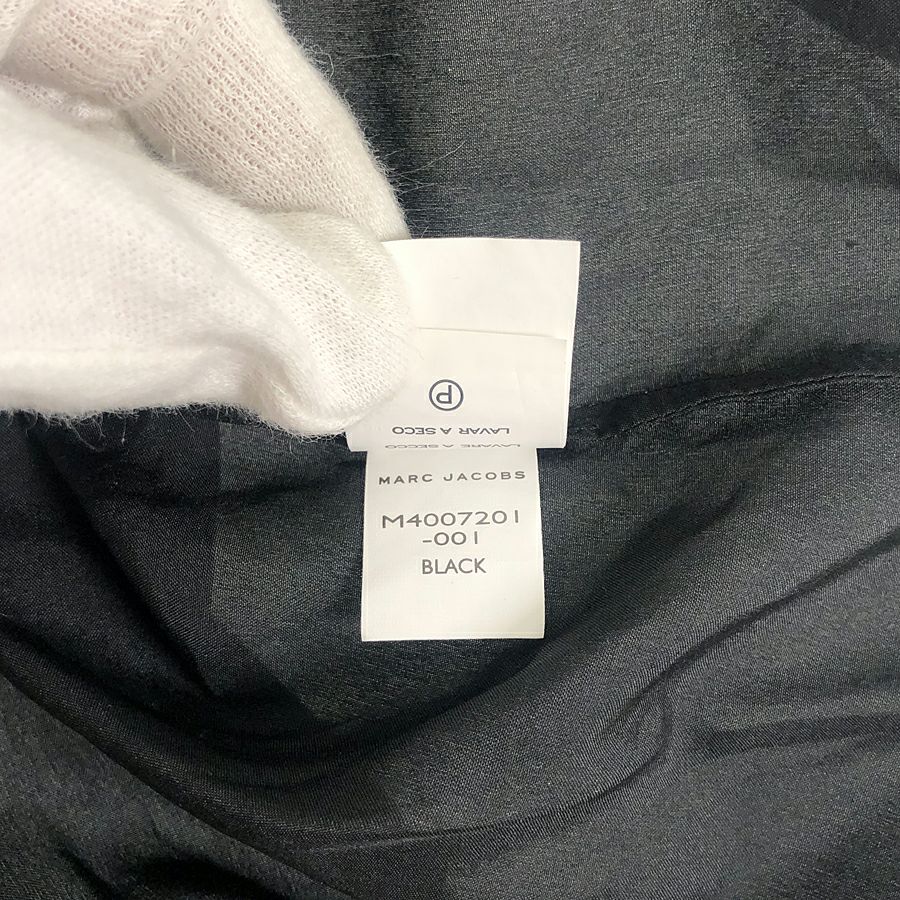 P
LAVAR A SECO
LAVARE A SECCO
MARC JACOBS
M4007201
-001
BLACK